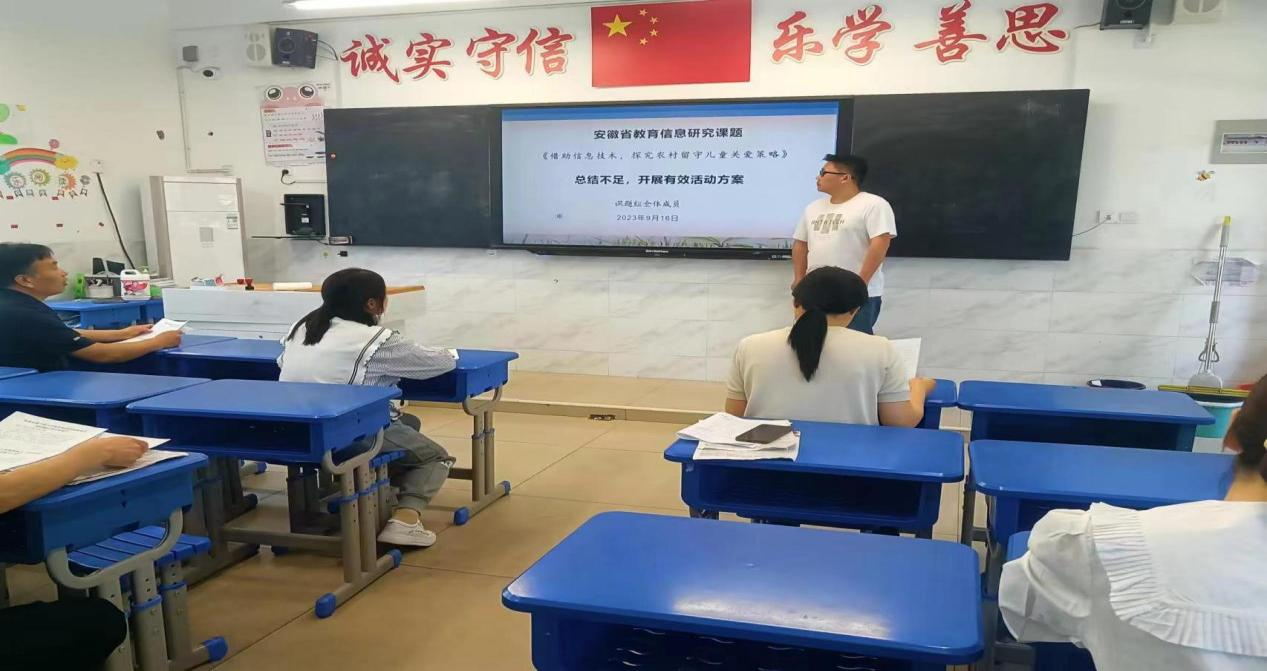 诚实守信
乐学善思
安徽省教育信息研究课题
《借助信息技术,探究农村留守儿童关爱策略》
总结不足,开展有效活动方案
课题组全体成员
2023年9月16日